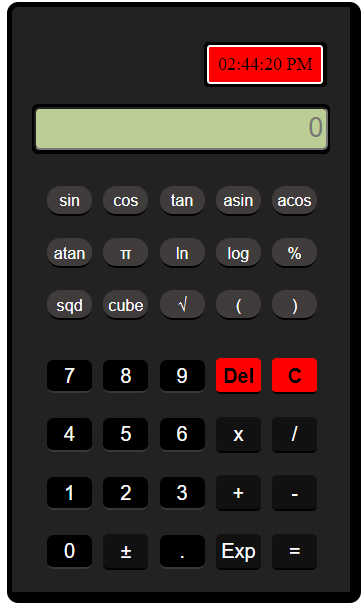 02:44:20 PM
0
sin cos tan asin acos
atan π ln log %
sqd cube √ ( )
7 8 9 Del C
4 5 6 x /
1 2 3 + -
0 ± . Exp =